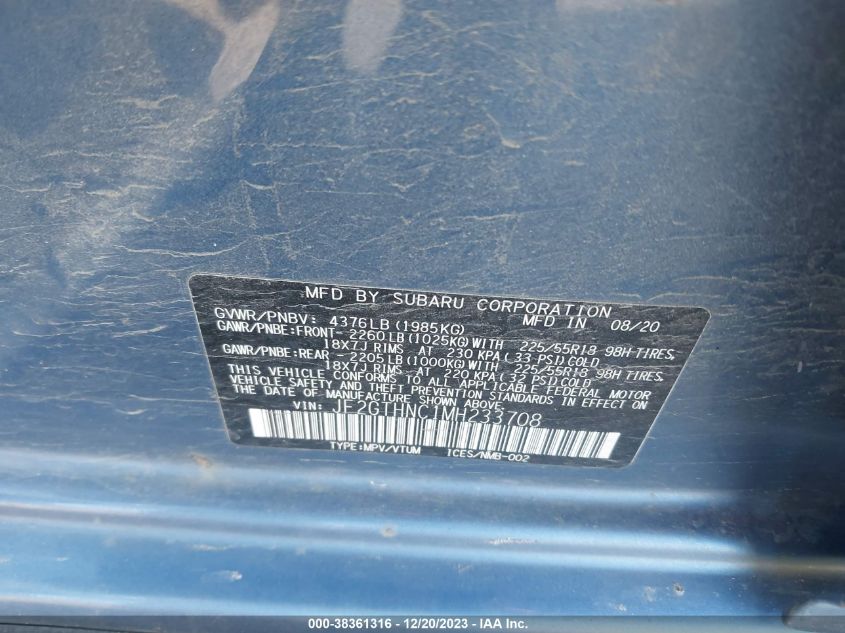 MFD BY SUBARU CORPORATION
GVWR/PNBV: 4376LB(1985KG) MFD IN 08/20
GAWR/PNBE:FRONT-2260LB(1025KG)WITH 225/55R18 98H TIRES,
18X7J RIMS AT 230 KPA(33 PSI)COLD
GAWR/PNBE:REAR -2205LB(1000KG)WITH 225/55R18 98H TIRES,
18X7J RIMS AT 220 KPA(32 PSI)COLD
THIS VEHICLE CONFORMS TO ALL APPLICABLE FEDERAL MOTOR
VEHICLE SAFETY AND THEFT PREVENTION STANDARDS IN EFFECT ON
THE DATE OF MANUFACTURE SHOWN ABOVE.
VIN: JF2GTHNC1MH233708
TYPE:MPV/VTUM ICES/NMB-002
000-38361316 - 12/20/2023 - IAA Inc.